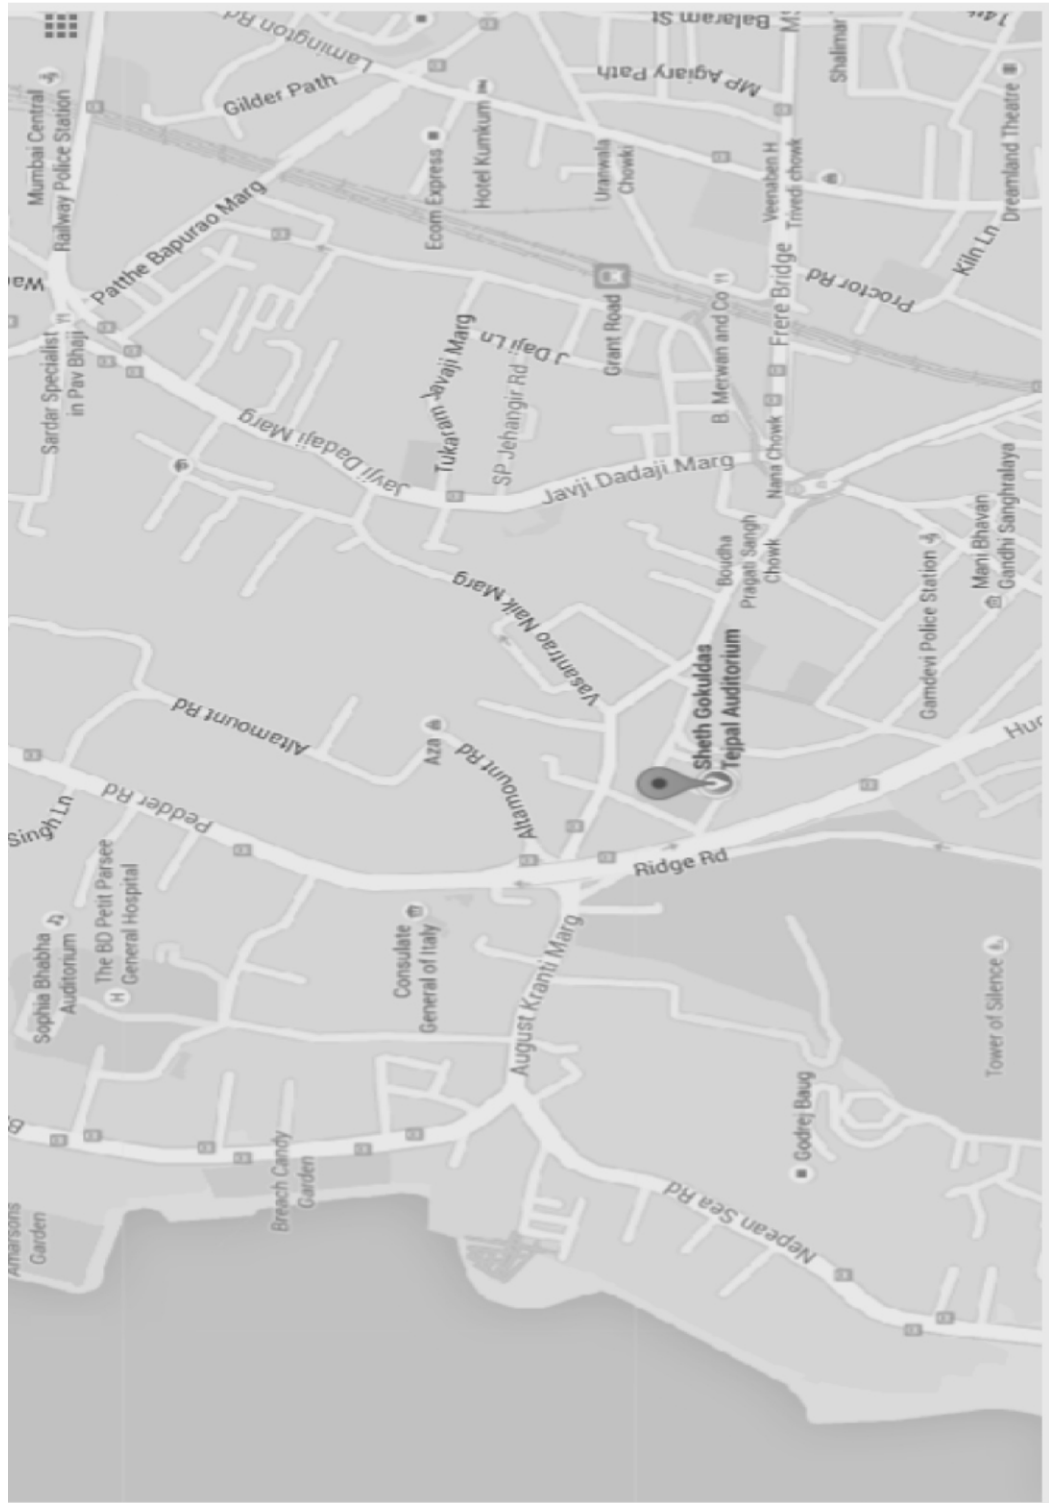 Mumbai Central
Railway Police Station
Sardar Specialist
in Pav Bhaji
Singh Ln
Sophia Bhabha
Auditorium
The BD Petit Parsee
General Hospital
Amarsons
Garden
Lamington Rd
Gilder Path
Patthe Bapurao Marg
Javji Dadaji Marg
Altamount Rd
Pedder Rd
Breach Candy
Garden
Ecom Express
Hotel Kumkum
Tukaram Javaji Marg
J Daji Ln
SP Jehangir Rd
Vasantrao Naik Marg
Aza
Altamount Rd
Altamount Rd
Consulate
General of Italy
August Kranti Marg
Balaram St
MP Agiary Path
Uranwala
Chowki
Grant Road
Javji Dadaji Marg
B. Merwan and Co
Boudha
Pragati Sangh
Chowk
Sheth Gokuldas
Tejpal Auditorium
Ridge Rd
Nepean Sea Rd
Shalimar
Veenaben H
Trivedi chowk
Frere Bridge
Nana Chowk
Proctor Rd
Godrej Baug
14th
Dreamland Theatre
Kiln Ln
Mani Bhavan
Gandhi Sanghralaya
Gamdevi Police Station
Tower of Silence